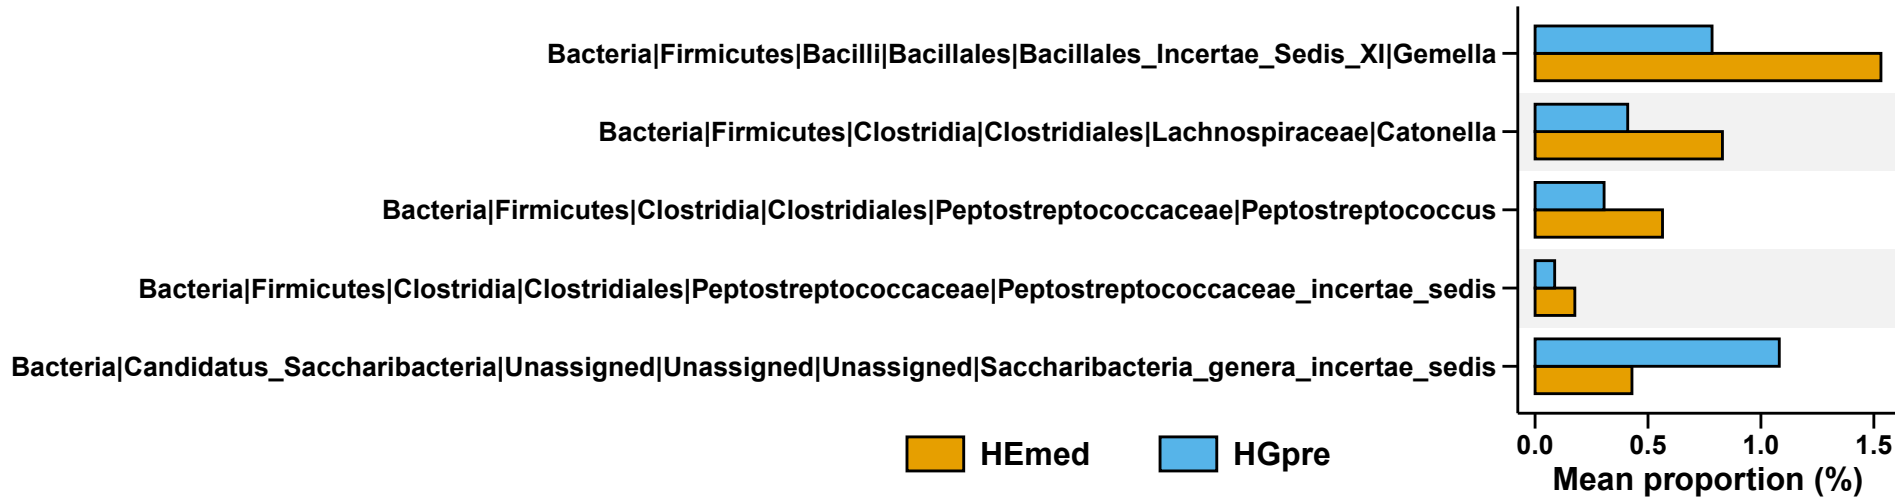 Bacteria|Firmicutes|Bacilli|Bacillales|Bacillales_Incertae_Sedis_XI|Gemella
Bacteria|Firmicutes|Clostridia|Clostridiales|Lachnospiraceae|Catonella
Bacteria|Firmicutes|Clostridia|Clostridiales|Peptostreptococcaceae|Peptostreptococcus
Bacteria|Firmicutes|Clostridia|Clostridiales|Peptostreptococcaceae|Peptostreptococcaceae_incertae_sedis
Bacteria|Candidatus_Saccharibacteria|Unassigned|Unassigned|Unassigned|Saccharibacteria_genera_incertae_sedis
0.0 0.5 1.0 1.5
Mean proportion (%)
HEmed HGpre